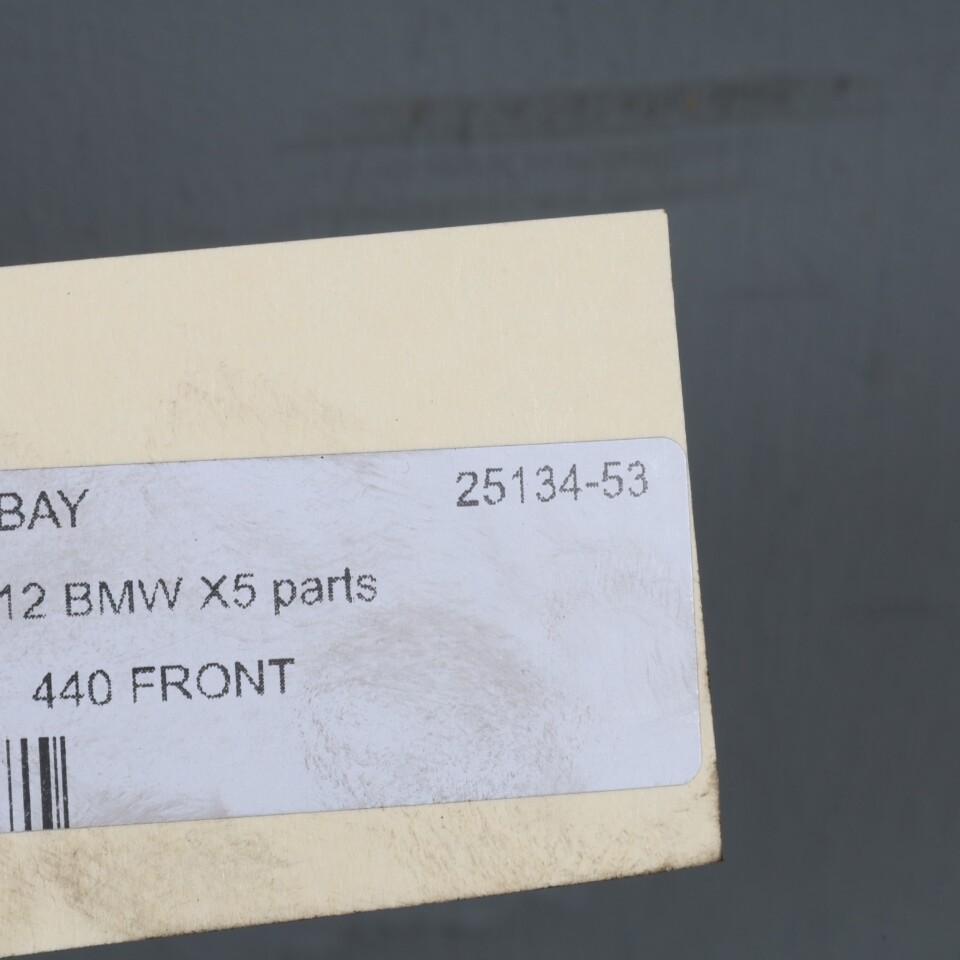 BAY 25134-53
12 BMW X5 parts
440 FRONT